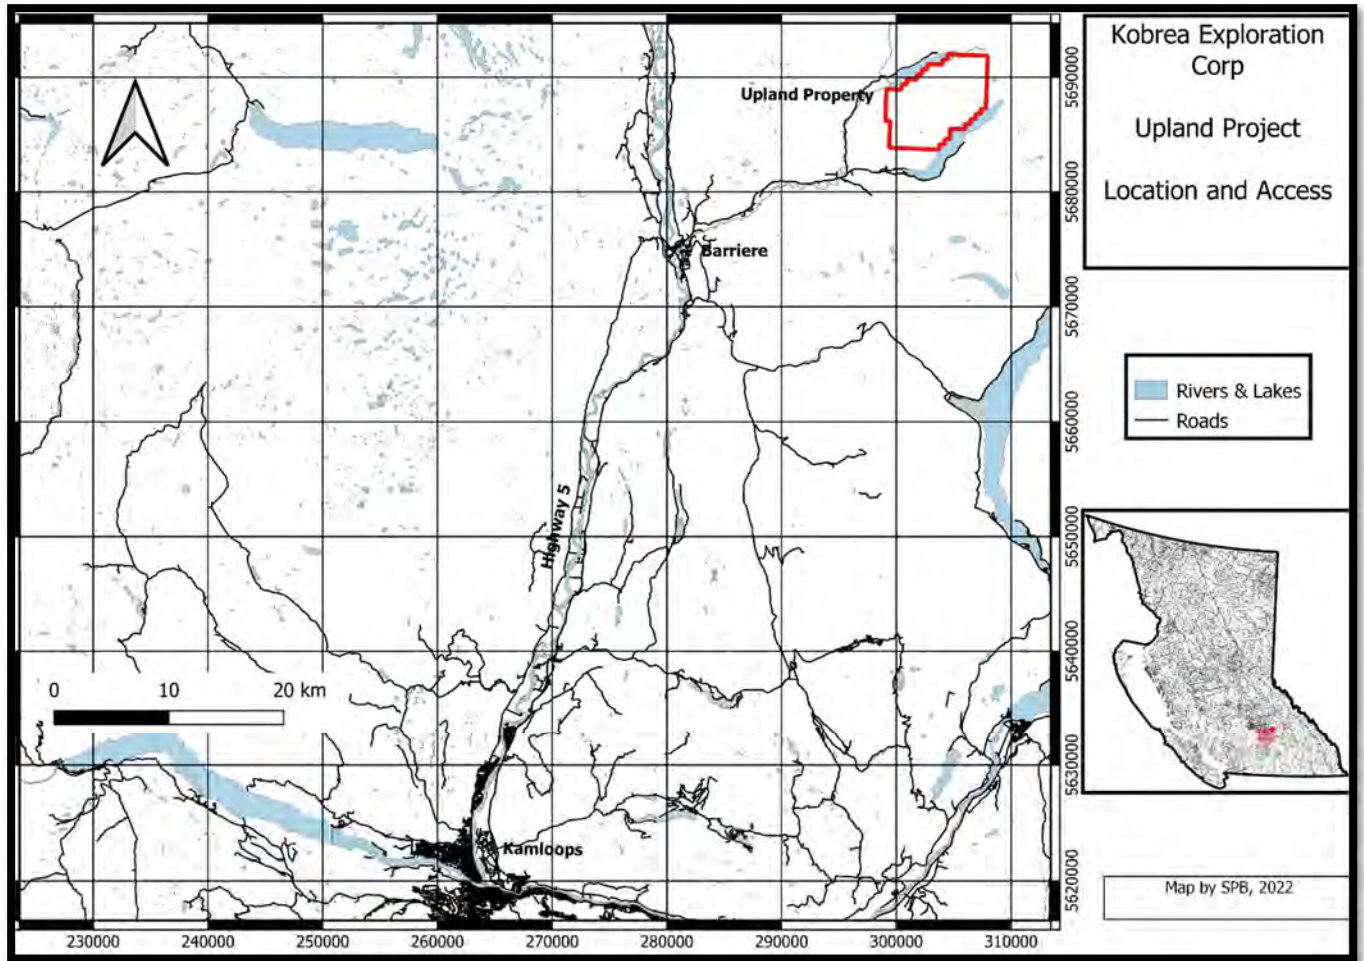 Kobrea Exploration
Corp
Upland Project
Location and Access
Upland Property
Barriere
Highway 5
Kamloops
0 10 20 km
Rivers & Lakes
Roads
Map by SPB, 2022
5690000
5680000
5670000
5660000
5650000
5640000
5630000
5620000
230000 240000 250000 260000 270000 280000 290000 300000 310000